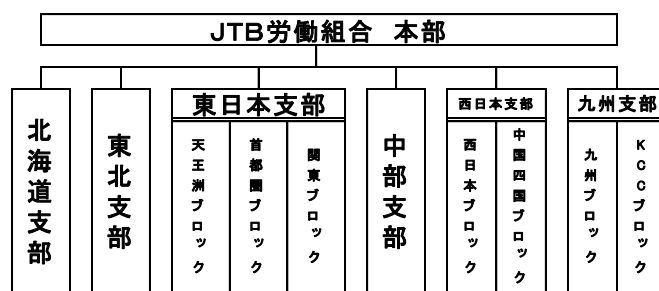 JTB労働組合 本部
北海道支部
東北支部
東日本支部
天王洲ブロック
首都圏ブロック
関東ブロック
中部支部
西日本支部
西日本ブロック
中国四国ブロック
九州支部
九州ブロック
KCCブロック